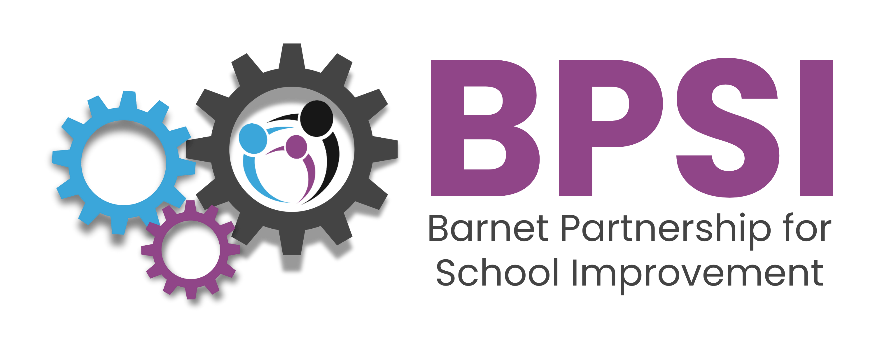 BPSI
Barnet Partnership for
School Improvement